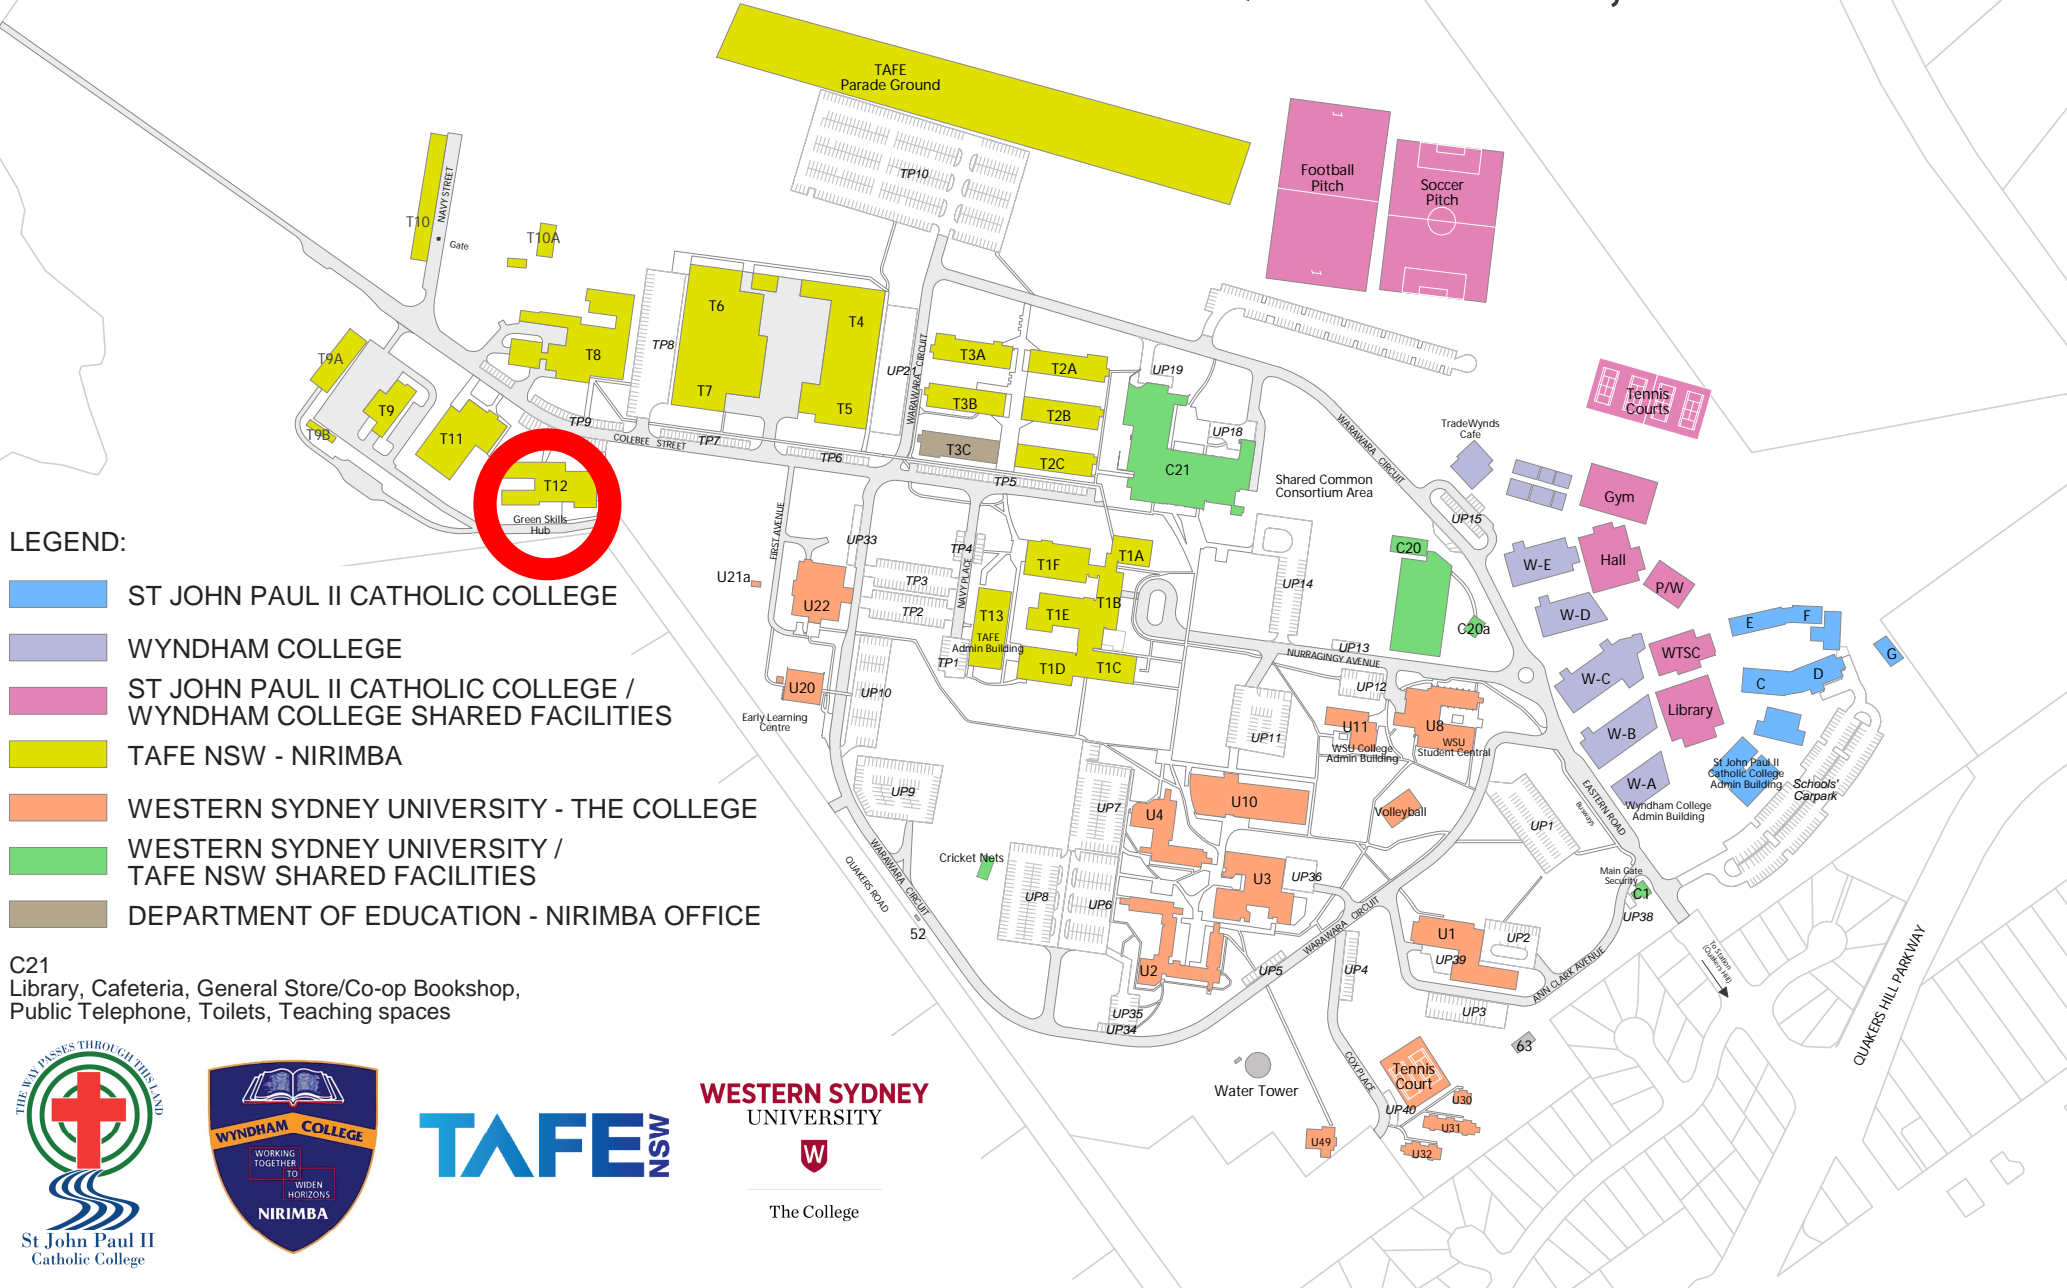 TAFE
Parade Ground
TP10
Football
Pitch
Soccer
Pitch
T10
NAVY STREET
Gate
T10A
T6
T4
TP8
T8
T7
T5
UP21
WARAWARA CIRCUIT
T3A
T2A
UP19
T3B
T2B
T3C
T2C
UP18
C21
T9A
T9
T9B
T11
TP9
COLEBEE STREET
TP7
TP6
TP5
T12
Green Skills
Hub
Shared Common
Consortium Area
WARAWARA CIRCUIT
TradeWynds
Cafe
Tennis
Courts
Gym
UP15
Hall
P/W
W-E
W-D
W-C
W-B
W-A
WTSC
Library
Wyndham College
Admin Building
E
F
G
C
D
St John Paul II
Catholic College
Admin Building
Schools'
Carpark
C20
C20a
FIRST AVENUE
UP33
TP4
NAVY PLACE
TP3
TP2
TP1
U21a
U22
U20
Early Learning
Centre
UP10
T13
TAFE
Admin Building
T1F
T1A
T1E
T1B
T1D
T1C
UP14
UP13
NURRAGINGY AVENUE
UP12
UP11
U11
WSU College
Admin Building
U8
WSU
Student Central
U10
Volleyball
U4
U3
UP36
UP7
UP9
UP8
UP6
Cricket Nets
WARAWARA CIRCUIT
QUAKERS ROAD
52
U2
UP35
UP34
UP5
WARAWARA CIRCUIT
UP4
UP1
EASTERN ROAD
Busways
Main Gate
Security
C1
UP38
U1
UP39
UP2
ANN CLARK AVENUE
UP3
63
To Station
(Quakers Hill)
QUAKERS HILL PARKWAY
COX PLACE
Tennis
Court
UP40
U30
U31
U32
U49
Water Tower
LEGEND:
ST JOHN PAUL II CATHOLIC COLLEGE
WYNDHAM COLLEGE
ST JOHN PAUL II CATHOLIC COLLEGE /
WYNDHAM COLLEGE SHARED FACILITIES
TAFE NSW - NIRIMBA
WESTERN SYDNEY UNIVERSITY - THE COLLEGE
WESTERN SYDNEY UNIVERSITY /
TAFE NSW SHARED FACILITIES
DEPARTMENT OF EDUCATION - NIRIMBA OFFICE
C21
Library, Cafeteria, General Store/Co-op Bookshop,
Public Telephone, Toilets, Teaching spaces
THE WAY PASSES THROUGH THIS LAND
St John Paul II
Catholic College
WYNDHAM COLLEGE
WORKING
TOGETHER
TO
WIDEN
HORIZONS
NIRIMBA
TAFE NSW
WESTERN SYDNEY
UNIVERSITY
W
The College